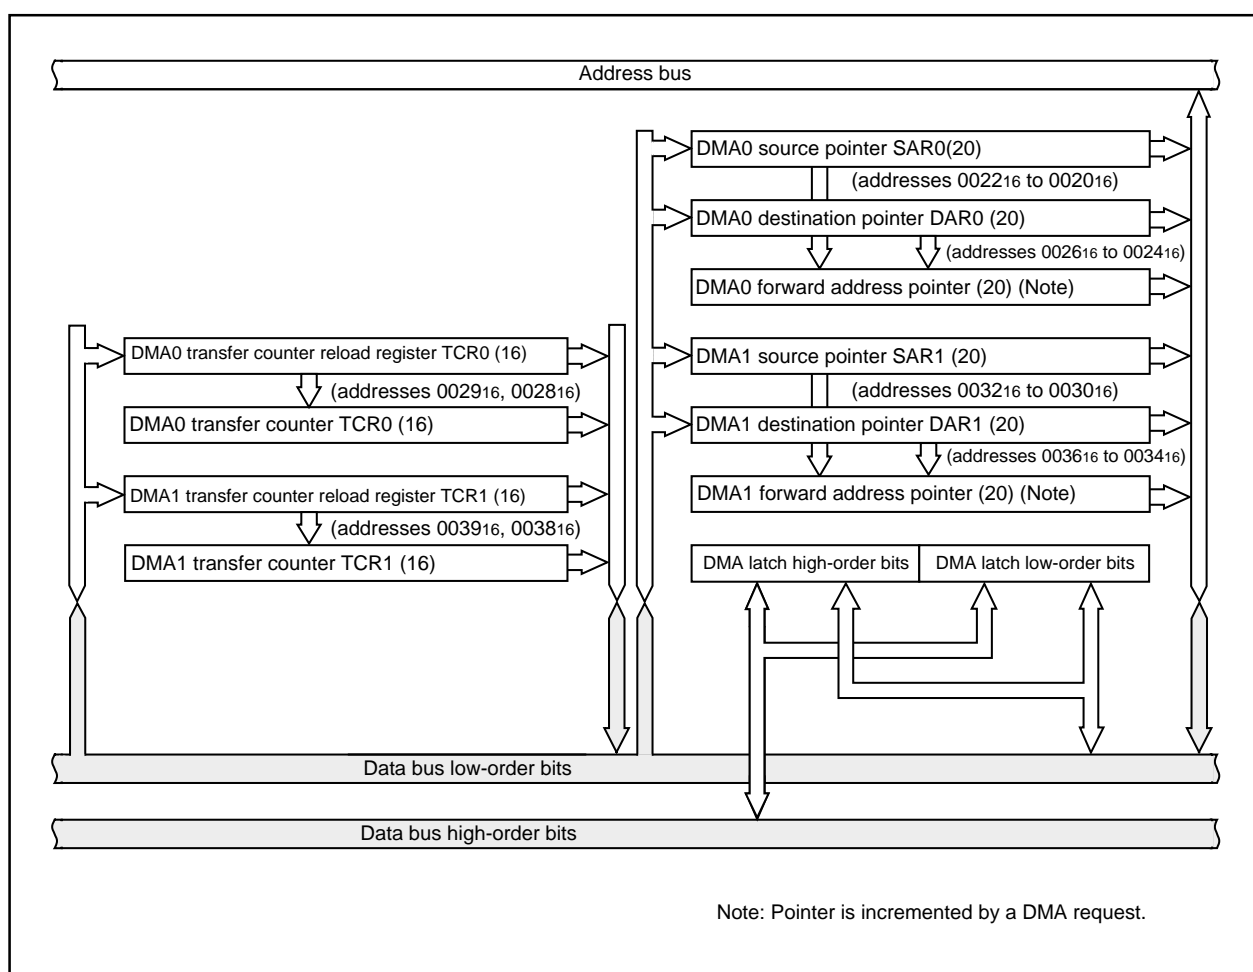 Address bus
DMA0 source pointer SAR0(20)
(addresses 002216 to 002016)
DMA0 destination pointer DAR0 (20)
(addresses 002616 to 002416)
DMA0 forward address pointer (20) (Note)
DMA0 transfer counter reload register TCR0 (16)
(addresses 002916, 002816)
DMA0 transfer counter TCR0 (16)
DMA1 transfer counter reload register TCR1 (16)
(addresses 003916, 003816)
DMA1 transfer counter TCR1 (16)
DMA1 source pointer SAR1 (20)
(addresses 003216 to 003016)
DMA1 destination pointer DAR1 (20)
(addresses 003616 to 003416)
DMA1 forward address pointer (20) (Note)
DMA latch high-order bits
DMA latch low-order bits
Data bus low-order bits
Data bus high-order bits
Note: Pointer is incremented by a DMA request.